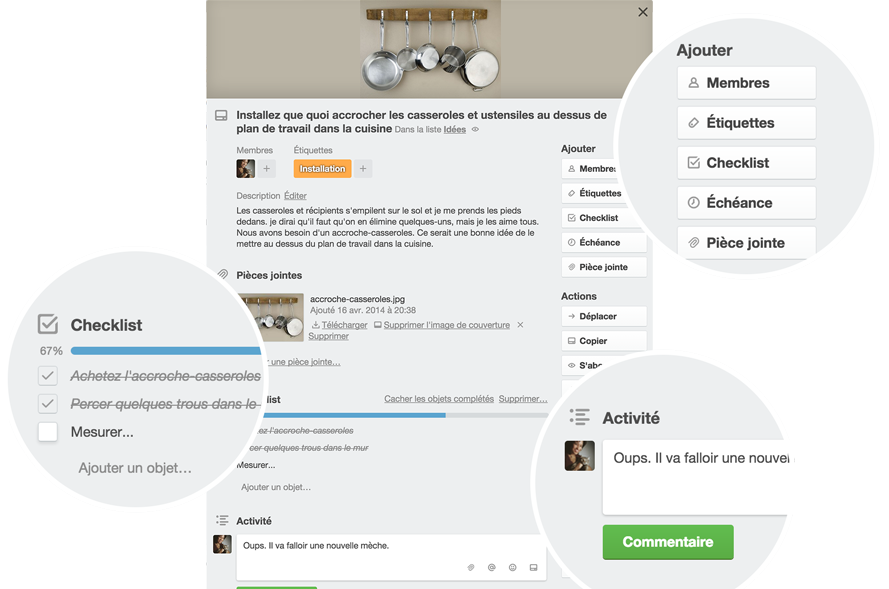 Installez que quoi accrocher les casseroles et ustensiles au dessus de
plan de travail dans la cuisine Dans la liste Idées
Membres Étiquettes
+ Installation +
Description Éditer
Les casseroles et récipients s'empilent sur le sol et je me prends les pieds
dedans. je dirai qu'il faut qu'on en élimine quelques-uns, mais je les aime tous.
Nous avons besoin d'un accroche-casseroles. Ce serait une bonne idée de le
mettre au dessus du plan de travail dans la cuisine.
Pièces jointes
accroche-casseroles.jpg
Ajouté 16 avr. 2014 à 20:38
Télécharger Supprimer l'image de couverture ×
Supprimer
une pièce jointe…
list Cacher les objets complétés Supprimer…
ez l'accroche-casseroles
cer quelques trous dans le mur
Mesurer...
Ajouter un objet…
Activité
Oups. Il va falloir une nouvelle mèche.
@
Ajouter
Membres
Étiquettes
Checklist
Échéance
Pièce jointe
Actions
Déplacer
Copier
S'abo
Ajouter
Membres
Étiquettes
Checklist
Échéance
Pièce jointe
Checklist
67%
Achetez l'accroche-casseroles
Percer quelques trous dans le
Mesurer...
Ajouter un objet…
Activité
Oups. Il va falloir une nouvel
Commentaire